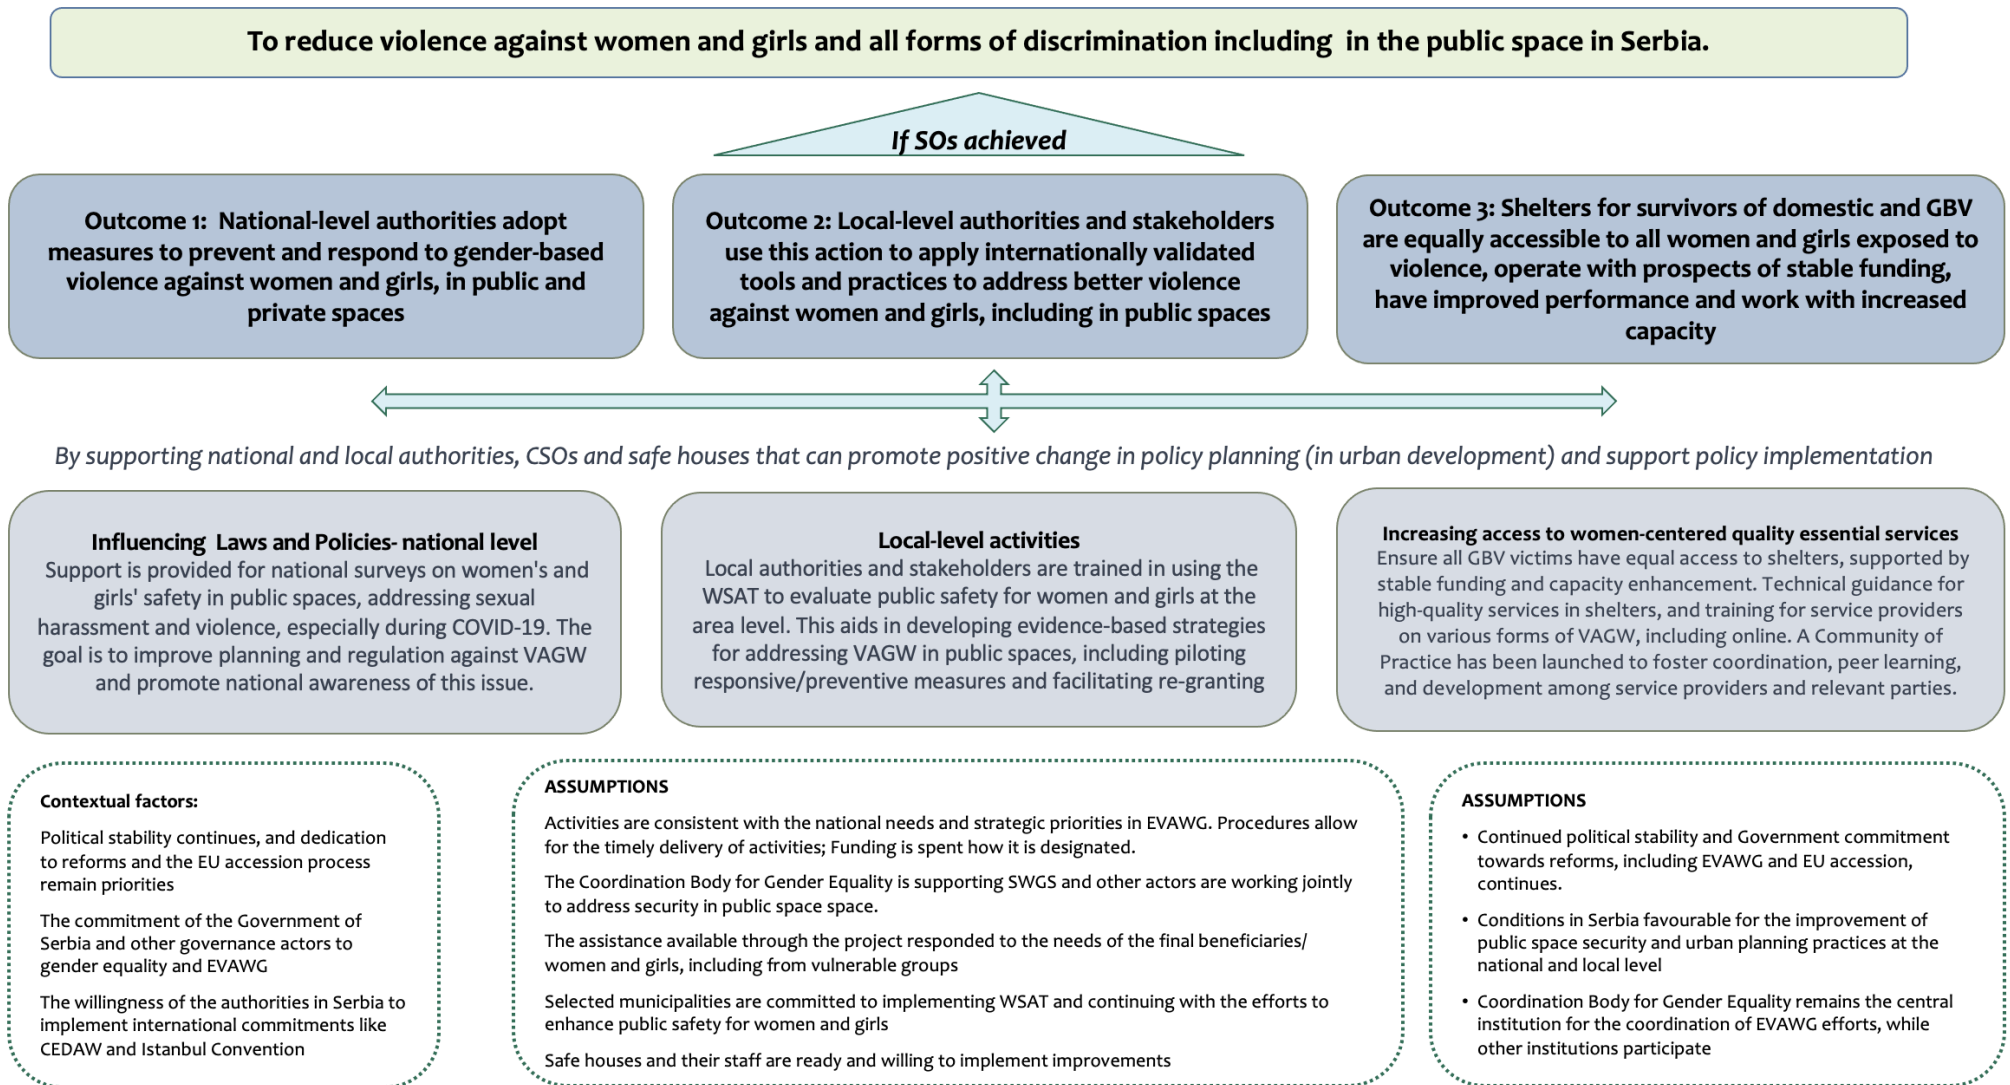 To reduce violence against women and girls and all forms of discrimination including in the public space in Serbia.
If SOs achieved
Outcome 1: National-level authorities adopt
measures to prevent and respond to gender-based
violence against women and girls, in public and
private spaces
Outcome 2: Local-level authorities and stakeholders
use this action to apply internationally validated
tools and practices to address better violence
against women and girls, including in public spaces
Outcome 3: Shelters for survivors of domestic and GBV
are equally accessible to all women and girls exposed to
violence, operate with prospects of stable funding,
have improved performance and work with increased
capacity
By supporting national and local authorities, CSOs and safe houses that can promote positive change in policy planning (in urban development) and support policy implementation
Influencing Laws and Policies- national level
Support is provided for national surveys on women's and
girls' safety in public spaces, addressing sexual
harassment and violence, especially during COVID-19. The
goal is to improve planning and regulation against VAGW
and promote national awareness of this issue.
Local-level activities
Local authorities and stakeholders are trained in using the
WSAT to evaluate public safety for women and girls at the
area level. This aids in developing evidence-based strategies
for addressing VAGW in public spaces, including piloting
responsive/preventive measures and facilitating re-granting
Increasing access to women-centered quality essential services
Ensure all GBV victims have equal access to shelters, supported by
stable funding and capacity enhancement. Technical guidance for
high-quality services in shelters, and training for service providers
on various forms of VAGW, including online. A Community of
Practice has been launched to foster coordination, peer learning,
and development among service providers and relevant parties.
Contextual factors:
Political stability continues, and dedication
to reforms and the EU accession process
remain priorities
The commitment of the Government of
Serbia and other governance actors to
gender equality and EVAWG
The willingness of the authorities in Serbia to
implement international commitments like
CEDAW and Istanbul Convention
ASSUMPTIONS
Activities are consistent with the national needs and strategic priorities in EVAWG. Procedures allow
for the timely delivery of activities; Funding is spent how it is designated.
The Coordination Body for Gender Equality is supporting SWGS and other actors are working jointly
to address security in public space space.
The assistance available through the project responded to the needs of the final beneficiaries/
women and girls, including from vulnerable groups
Selected municipalities are committed to implementing WSAT and continuing with the efforts to
enhance public safety for women and girls
Safe houses and their staff are ready and willing to implement improvements
ASSUMPTIONS
• Continued political stability and Government commitment
towards reforms, including EVAWG and EU accession,
continues.
• Conditions in Serbia favourable for the improvement of
public space security and urban planning practices at the
national and local level
• Coordination Body for Gender Equality remains the central
institution for the coordination of EVAWG efforts, while
other institutions participate